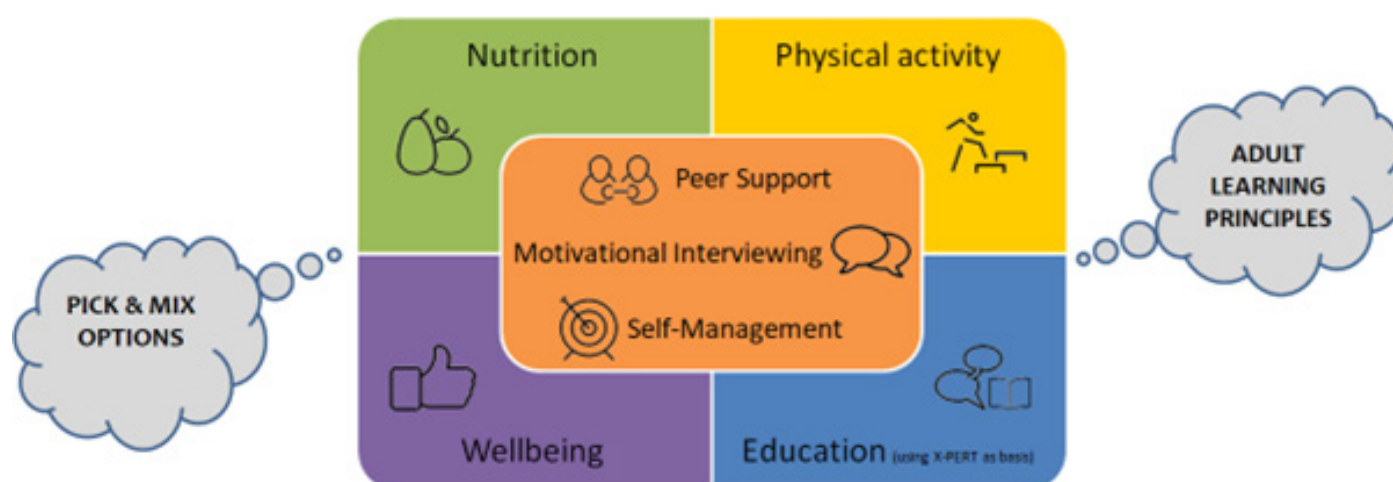 Nutrition
Physical activity
PICK & MIX
OPTIONS
Peer Support
Motivational Interviewing
Self-Management
ADULT
LEARNING
PRINCIPLES
Wellbeing
Education (using X-PERT as basis)